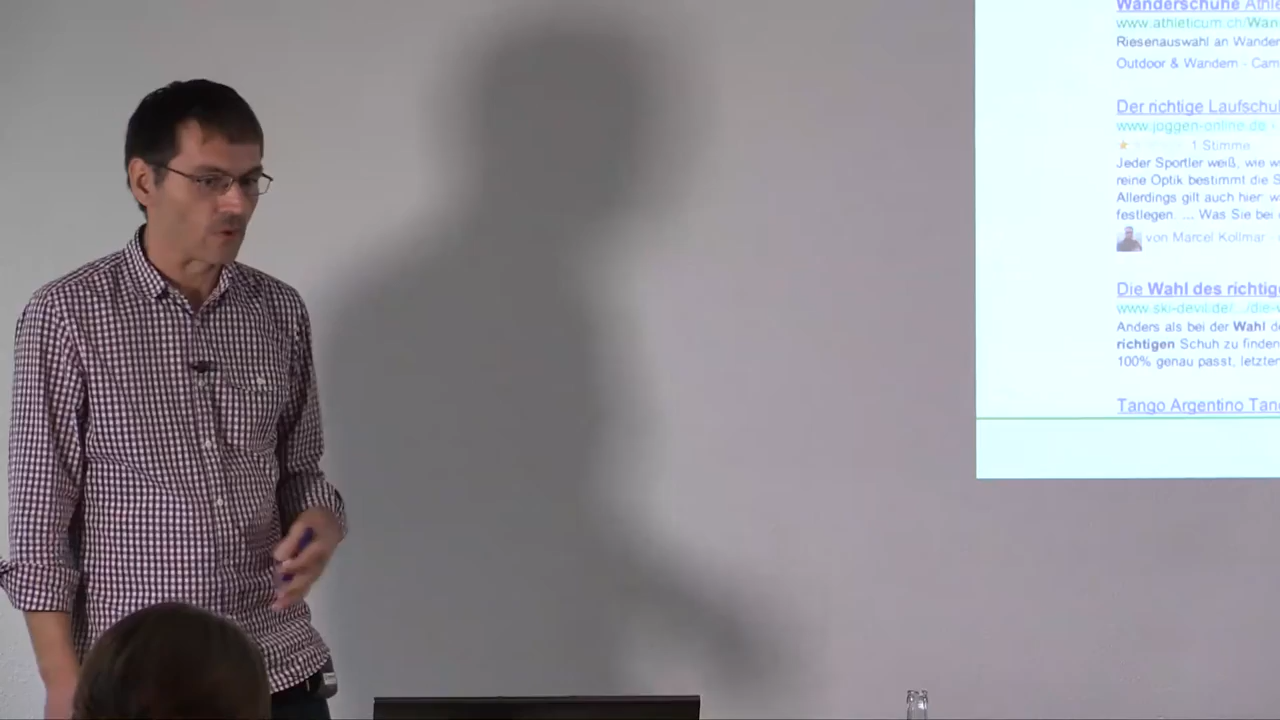 Wanderschuhe Athle
www.athleticum.ch/Wan
Riesenauswahl an Wander
Outdoor & Wandern - Cam
Der richtige Laufschu
www.joggen-online.de
1 Stimme
Jeder Sportler weiß, wie
reine Optik bestimmt die S
Allerdings gilt auch hier: w
festlegen. ... Was Sie bei
von Marcel Kollmar
Die Wahl des richtige
www.ski-devil.de/.../die-
Anders als bei der Wahl d
richtigen Schuh zu finden
100% genau passt, letzten
Tango Argentino Tan